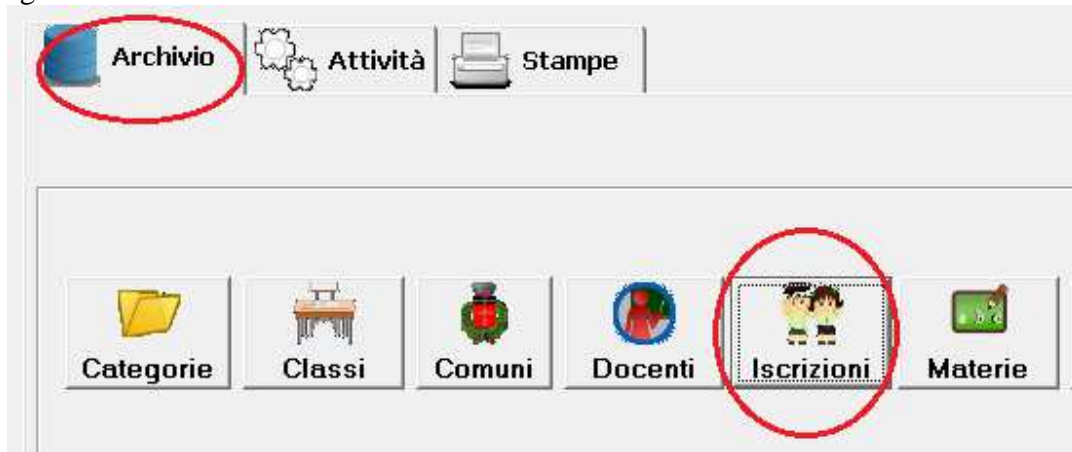 Archivio Attività Stampe
Categorie Classi Comuni Docenti Iscrizioni Materie